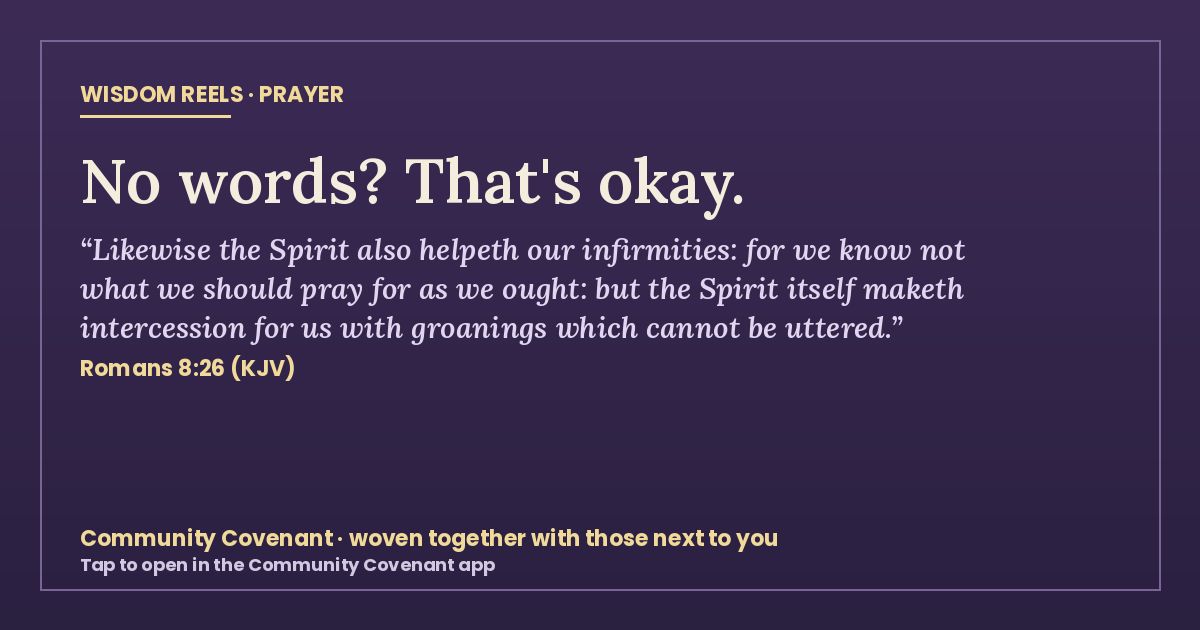 WISDOM REELS · PRAYER
No words? That's okay.
“Likewise the Spirit also helpeth our infirmities: for we know not
what we should pray for as we ought: but the Spirit itself maketh
intercession for us with groanings which cannot be uttered.”
Romans 8:26 (KJV)
Community Covenant · woven together with those next to you
Tap to open in the Community Covenant app